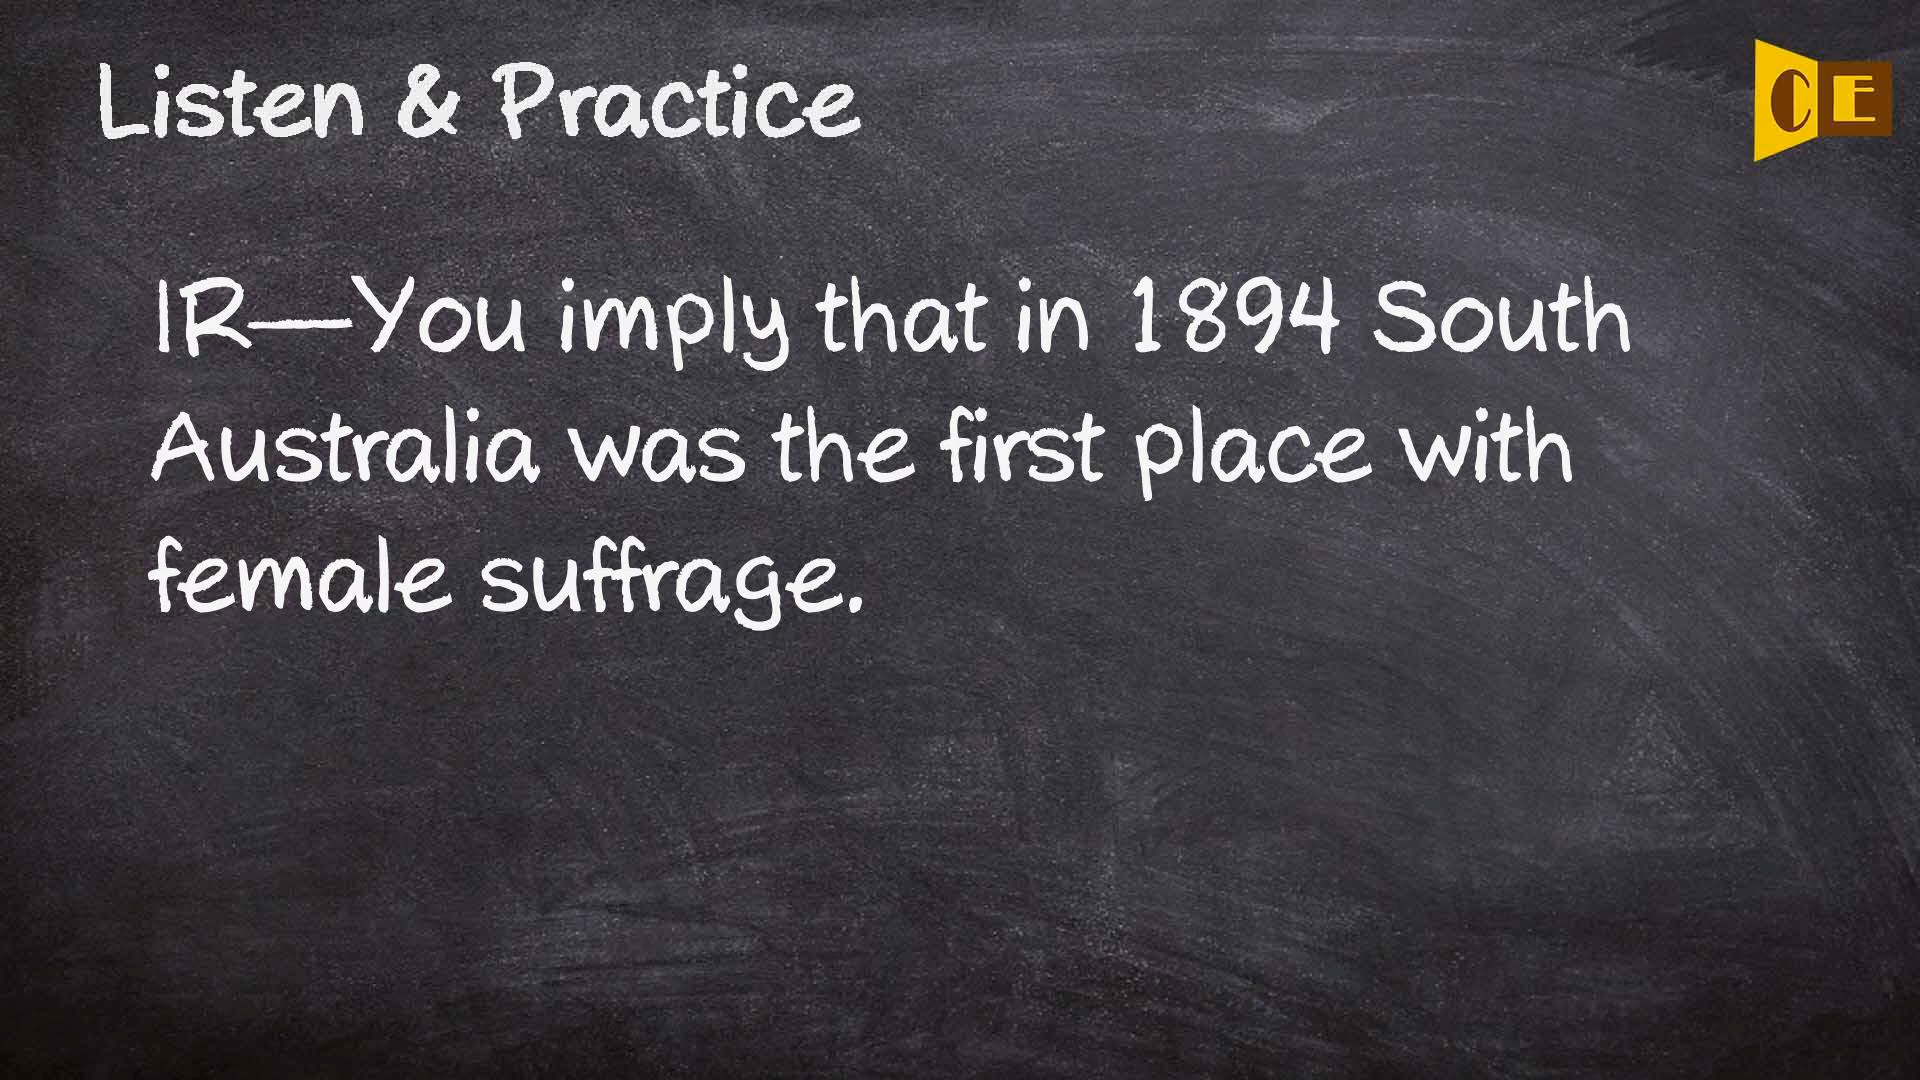 Listen & Practice
CE
IR—You imply that in 1894 South
Australia was the first place with
female suffrage.